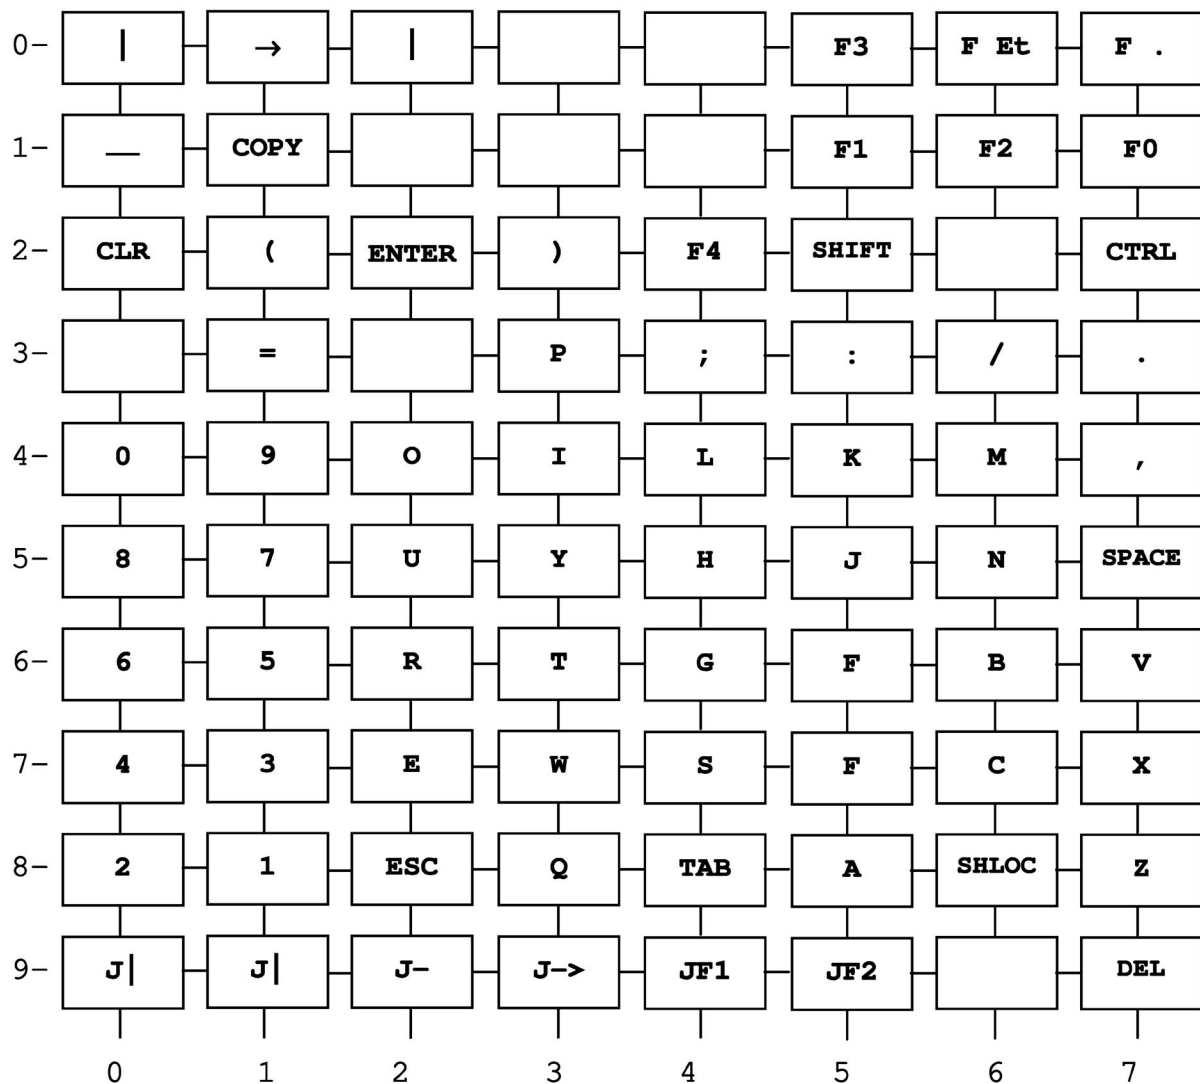 0- | → | F3 F Et F .
1- — COPY F1 F2 F0
2- CLR ( ENTER ) F4 SHIFT CTRL
3- = P ; : / .
4- 0 9 O I L K M ,
5- 8 7 U Y H J N SPACE
6- 6 5 R T G F B V
7- 4 3 E W S F C X
8- 2 1 ESC Q TAB A SHLOC Z
9- J| J| J- J-> JF1 JF2 DEL
0 1 2 3 4 5 6 7